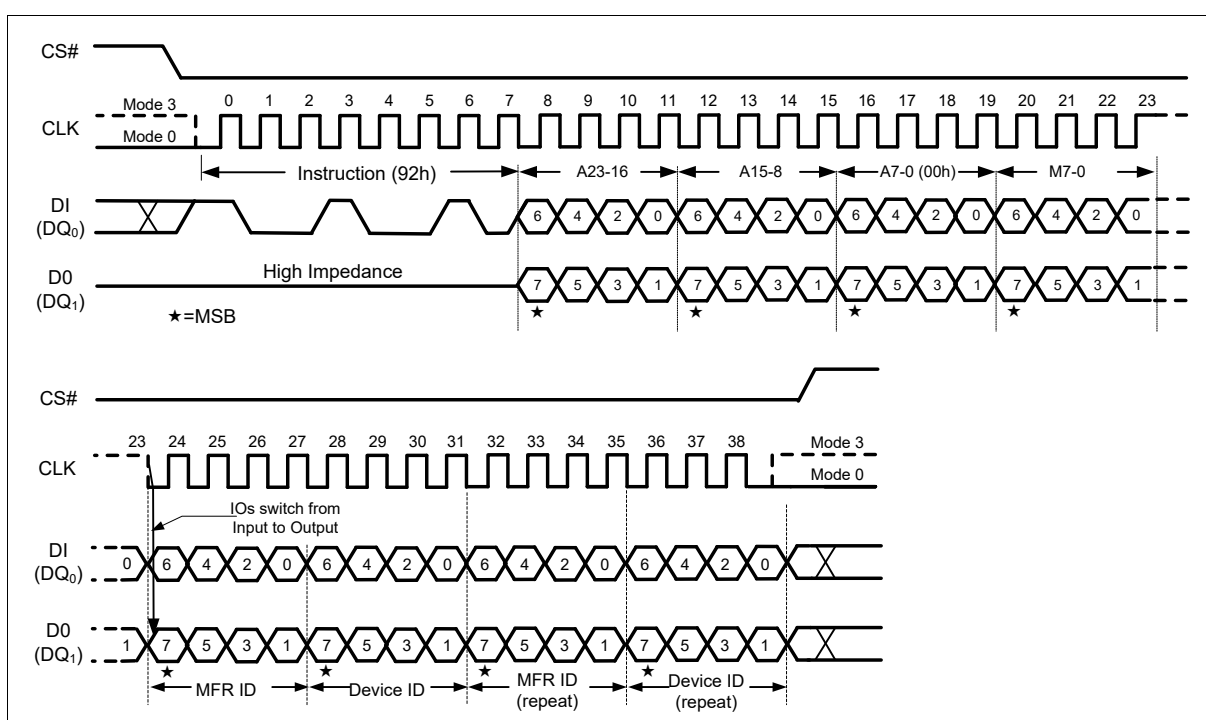 CS#
Mode 3
0 1 2 3 4 5 6 7 8 9 10 11 12 13 14 15 16 17 18 19 20 21 22 23
CLK
Mode 0
Instruction (92h) A23-16 A15-8 A7-0 (00h) M7-0
DI
(DQ0)
6 4 2 0 6 4 2 0 6 4 2 0 6 4 2 0
High Impedance
D0
(DQ1)
7 5 3 1 7 5 3 1 7 5 3 1 7 5 3 1
★=MSB
★ ★ ★ ★
CS#
23 24 25 26 27 28 29 30 31 32 33 34 35 36 37 38
Mode 3
CLK
Mode 0
IOs switch from
Input to Output
DI
(DQ0)
0 6 4 2 0 6 4 2 0 6 4 2 0 6 4 2 0
D0
(DQ1)
1 7 5 3 1 7 5 3 1 7 5 3 1 7 5 3 1
★ ★ ★ ★
MFR ID Device ID MFR ID
(repeat)
Device ID
(repeat)